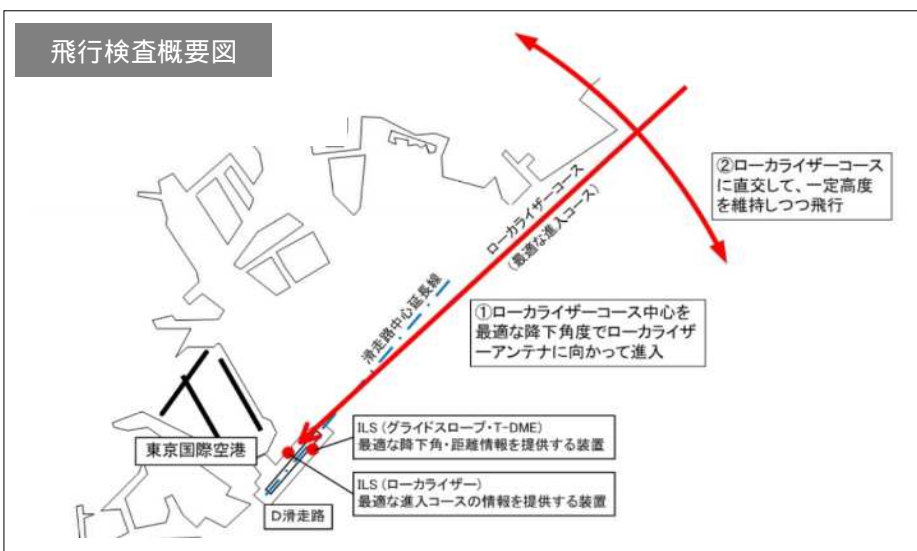 飛行検査概要図
②ローカライザーコース
に直交して、一定高度
を維持しつつ飛行
ローカライザーコース
(最適な進入コース)
滑走路中心延長線
①ローカライザーコース中心を
最適な降下角度でローカライザ
ーアンテナに向かって進入
東京国際空港
ILS(グライドスロープ・T-DME)
最適な降下角・距離情報を提供する装置
ILS(ローカライザー)
最適な進入コースの情報を提供する装置
D滑走路